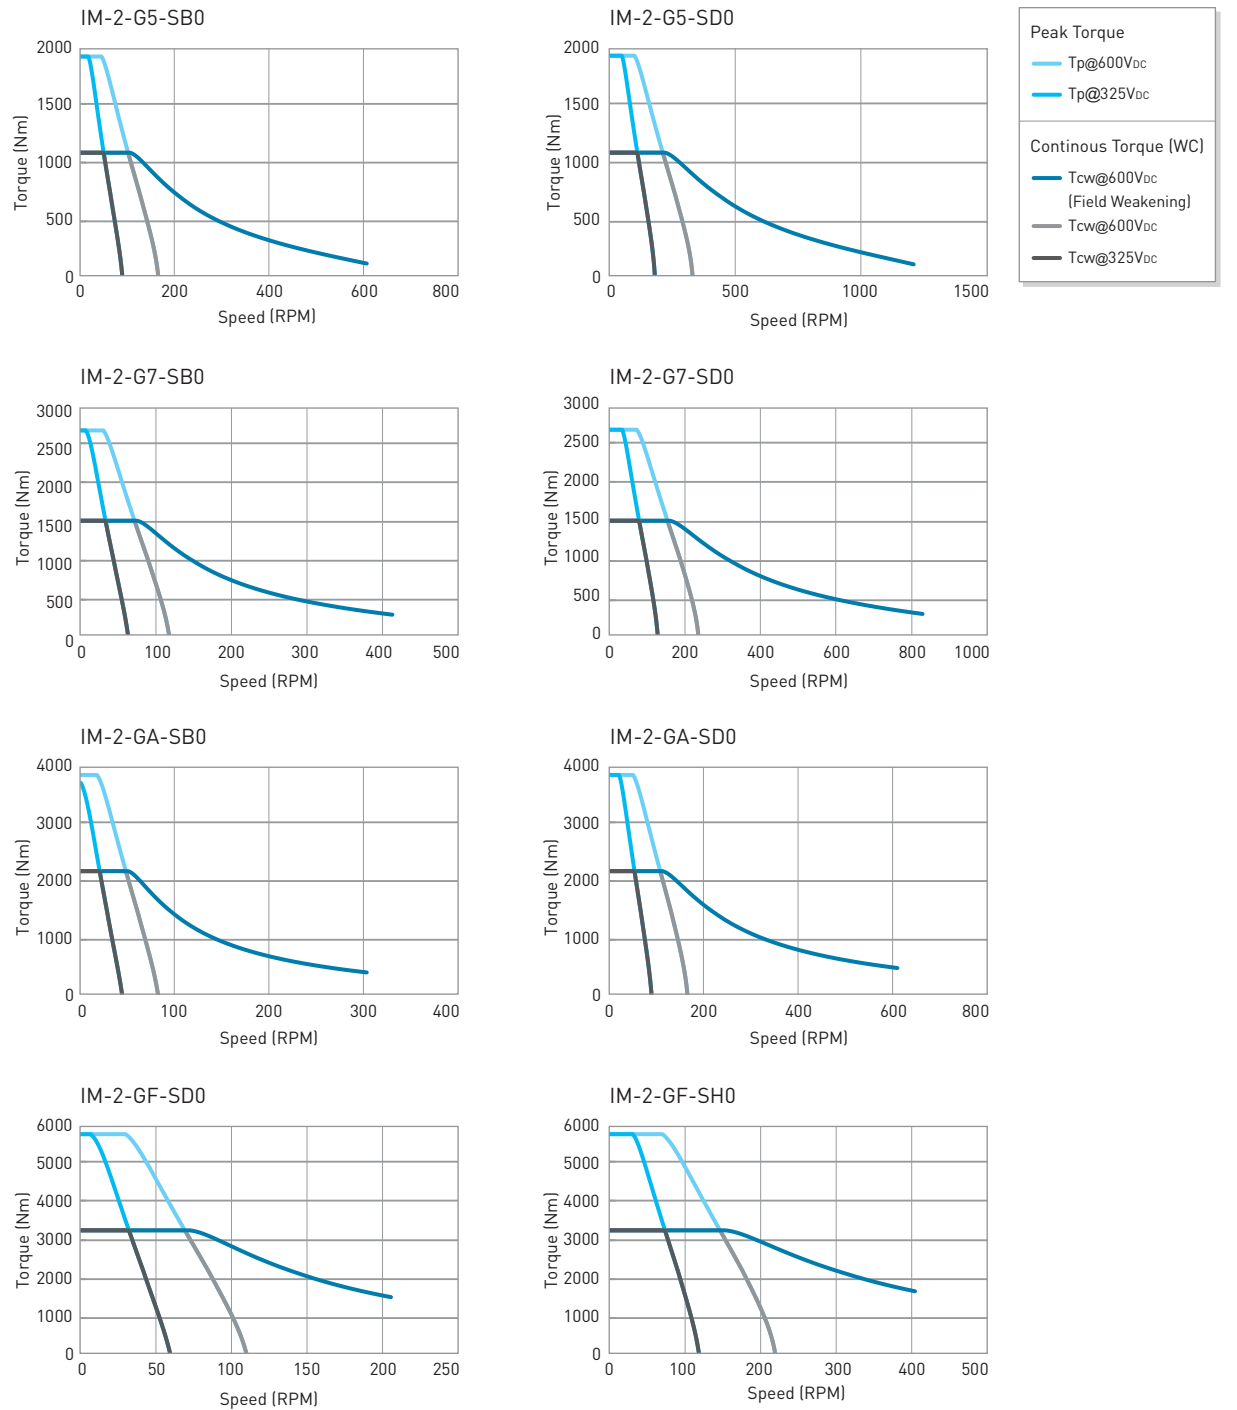 IM-2-G5-SB0
Torque (Nm)
2000
1500
1000
500
0
0 200 400 600 800
Speed (RPM)
IM-2-G5-SD0
Torque (Nm)
2000
1500
1000
500
0
0 500 1000 1500
Speed (RPM)
Peak Torque
Tp@600VDC
Tp@325VDC
Continous Torque (WC)
Tcw@600VDC
(Field Weakening)
Tcw@600VDC
Tcw@325VDC
IM-2-G7-SB0
Torque (Nm)
3000
2500
2000
1500
1000
500
0
0 100 200 300 400 500
Speed (RPM)
IM-2-G7-SD0
Torque (Nm)
3000
2500
2000
1500
1000
500
0
0 200 400 600 800 1000
Speed (RPM)
IM-2-GA-SB0
Torque (Nm)
4000
3000
2000
1000
0
0 100 200 300 400
Speed (RPM)
IM-2-GA-SD0
Torque (Nm)
4000
3000
2000
1000
0
0 200 400 600 800
Speed (RPM)
IM-2-GF-SD0
Torque (Nm)
6000
5000
4000
3000
2000
1000
0
0 50 100 150 200 250
Speed (RPM)
IM-2-GF-SH0
Torque (Nm)
6000
5000
4000
3000
2000
1000
0
0 100 200 300 400 500
Speed (RPM)